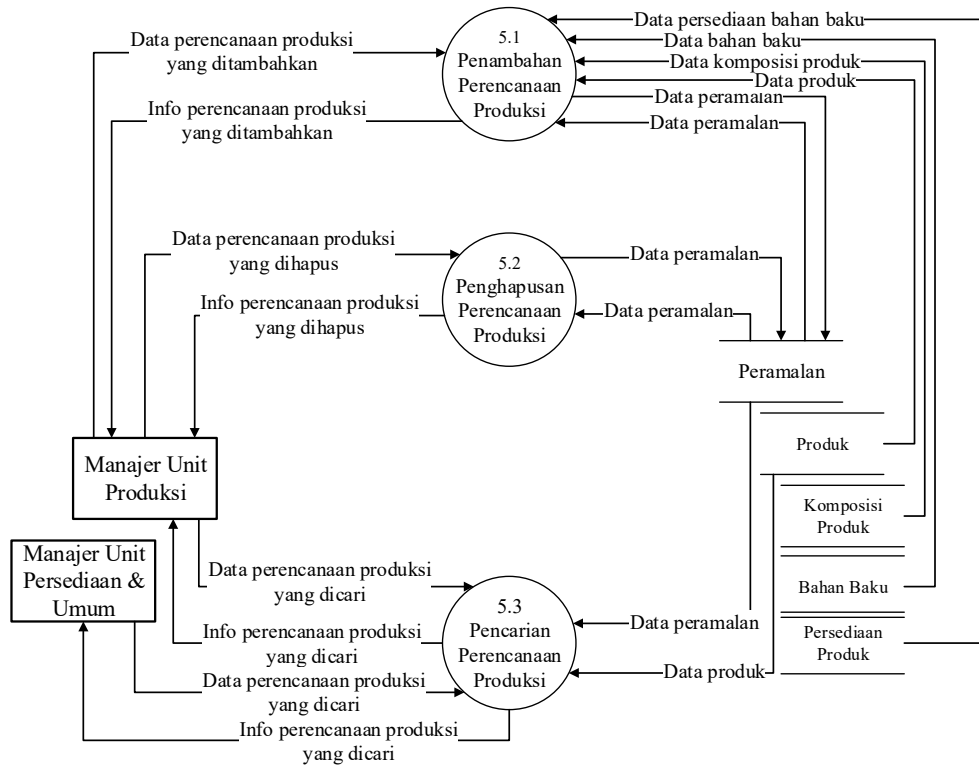 Data perencanaan produksi
yang ditambahkan
Info perencanaan produksi
yang ditambahkan
5.1
Penambahan
Perencanaan
Produksi
Data persediaan bahan baku
Data bahan baku
Data komposisi produk
Data produk
Data peramalan
Data peramalan
Data perencanaan produksi
yang dihapus
Info perencanaan produksi
yang dihapus
5.2
Penghapusan
Perencanaan
Produksi
Data peramalan
Data peramalan
Peramalan
Produk
Komposisi
Produk
Bahan Baku
Persediaan
Produk
Manajer Unit
Produksi
Manajer Unit
Persediaan &
Umum
Data perencanaan produksi
yang dicari
Info perencanaan produksi
yang dicari
Data perencanaan produksi
yang dicari
Info perencanaan produksi
yang dicari
5.3
Pencarian
Perencanaan
Produksi
Data peramalan
Data produk